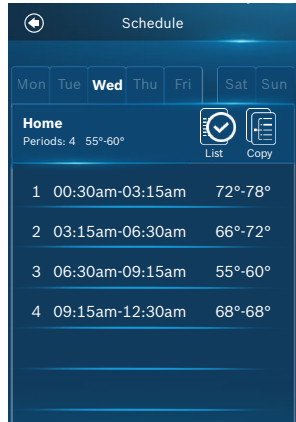 Schedule
Mon Tue Wed Thu Fri Sat Sun
Home
Periods: 4 55°-60°
List Copy
1 00:30am-03:15am 72°-78°
2 03:15am-06:30am 66°-72°
3 06:30am-09:15am 55°-60°
4 09:15am-12:30am 68°-68°